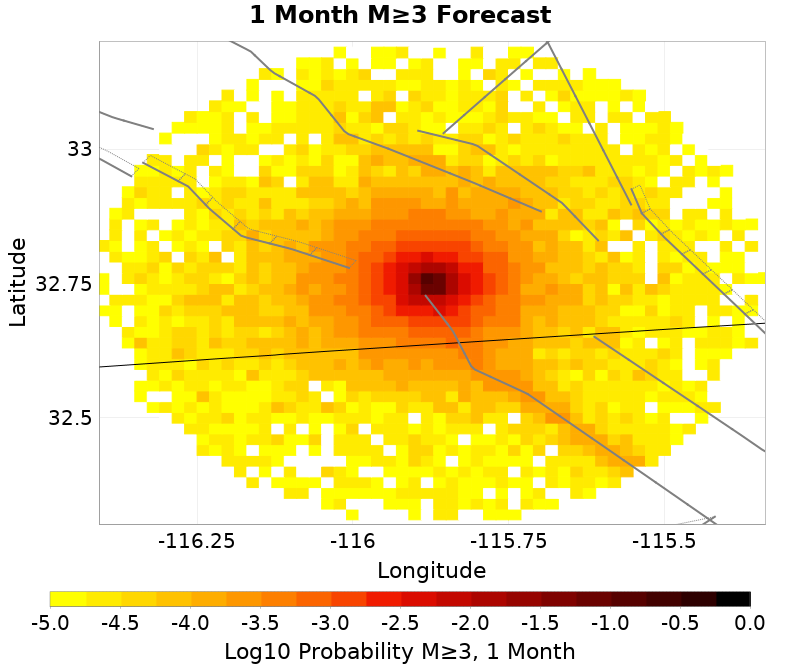 1 Month M≥3 Forecast
Latitude
33
32.75
32.5
-116.25 -116 -115.75 -115.5
Longitude
-5.0 -4.5 -4.0 -3.5 -3.0 -2.5 -2.0 -1.5 -1.0 -0.5 0.0
Log10 Probability M≥3, 1 Month